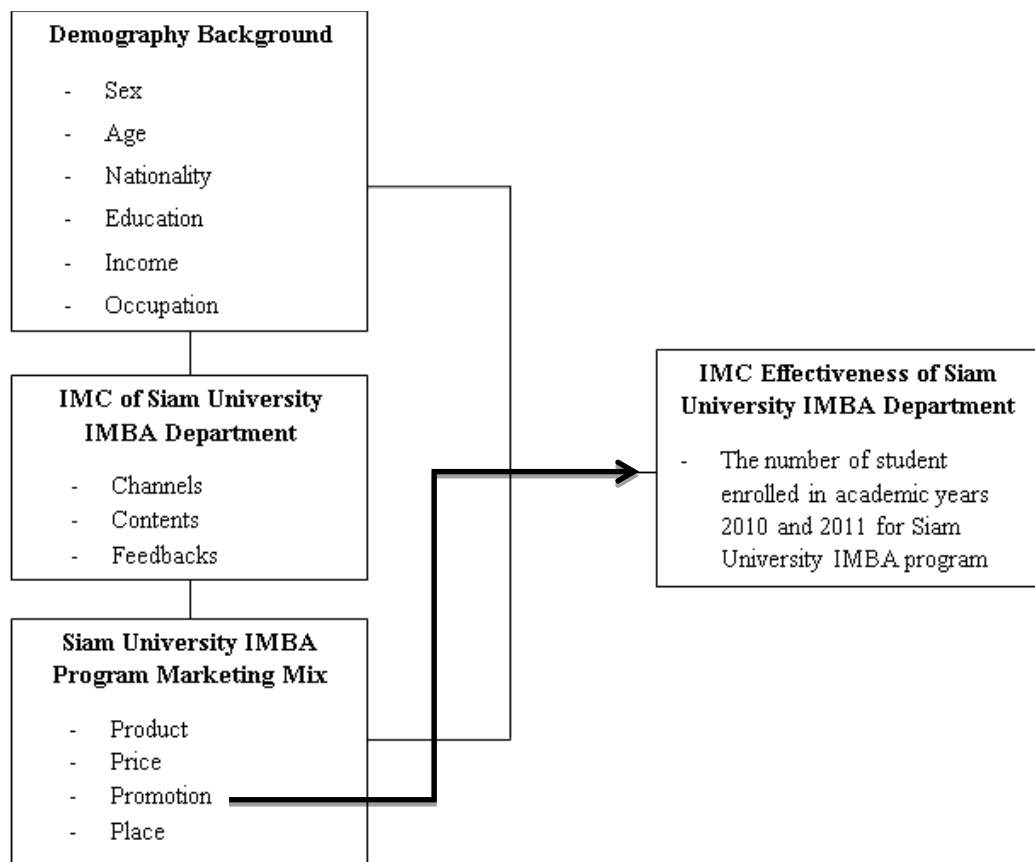 Demography Background
- Sex
- Age
- Nationality
- Education
- Income
- Occupation
IMC of Siam University
IMBA Department
- Channels
- Contents
- Feedbacks
Siam University IMBA
Program Marketing Mix
- Product
- Price
- Promotion
- Place
IMC Effectiveness of Siam
University IMBA Department
- The number of student
enrolled in academic years
2010 and 2011 for Siam
University IMBA program